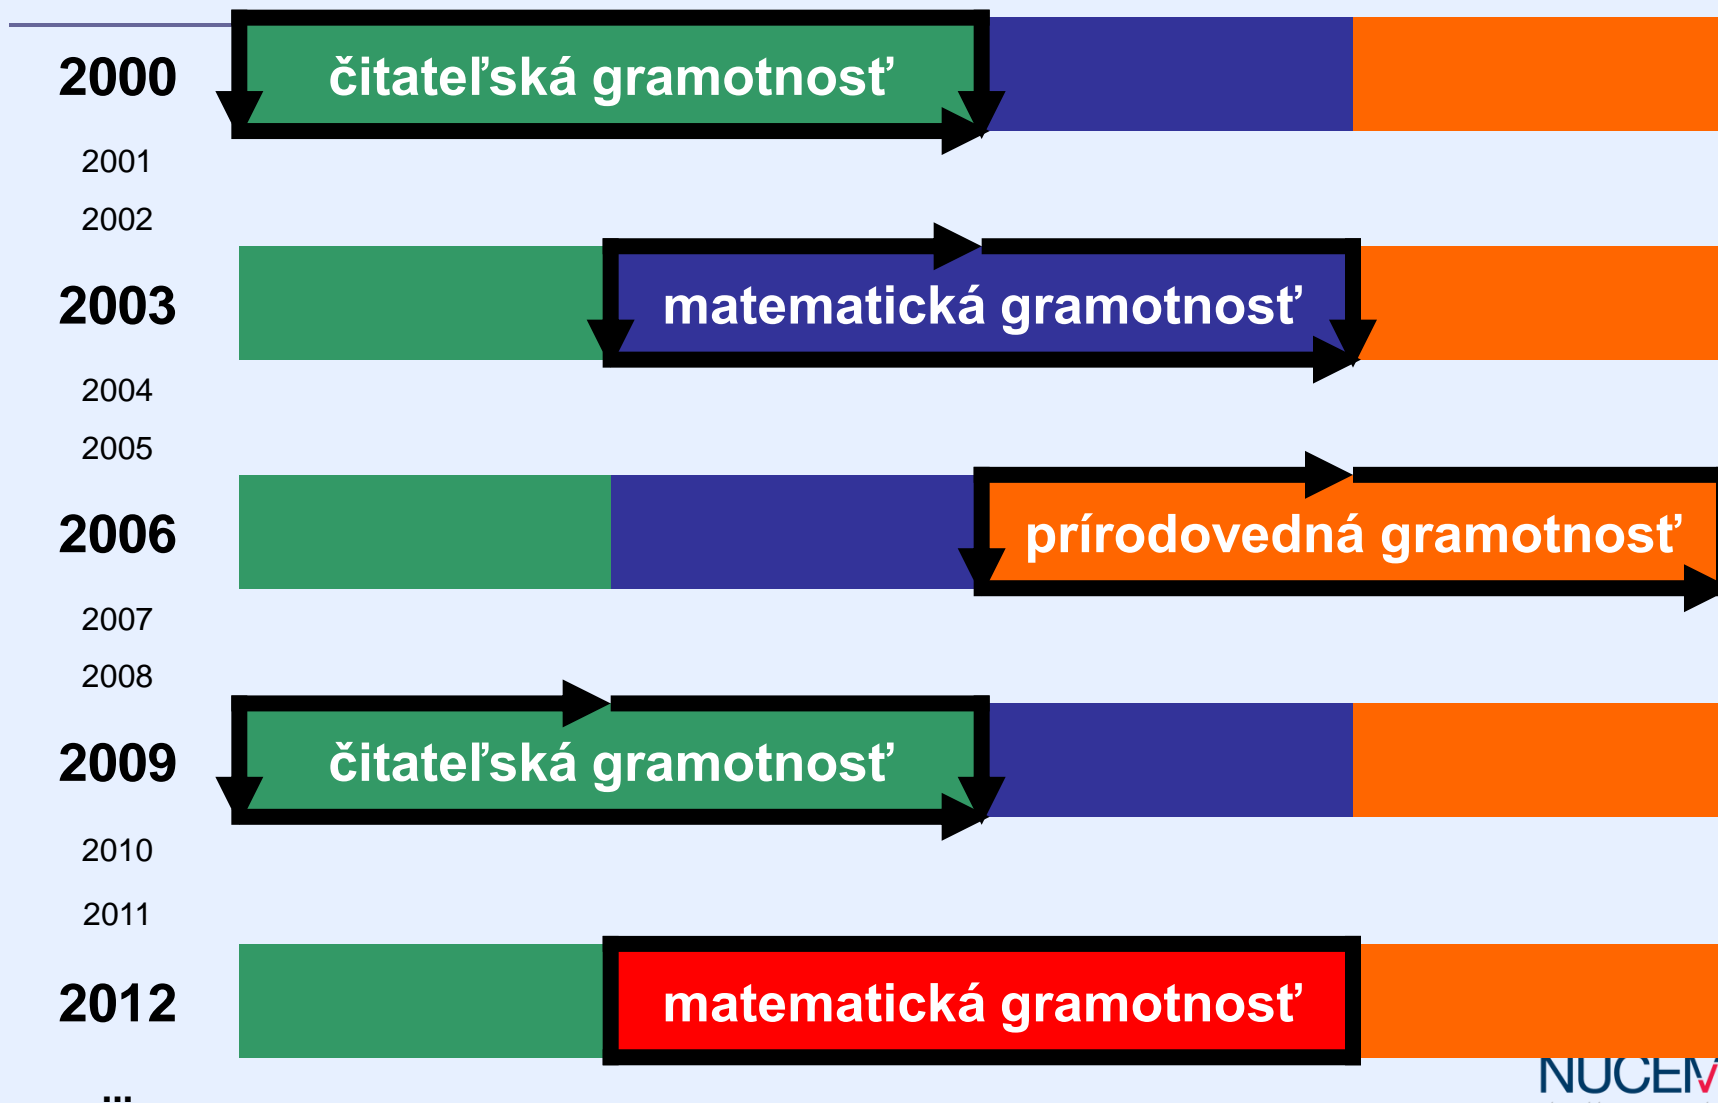 2000 čitateľská gramotnosť
2001
2002
2003 matematická gramotnosť
2004
2005
2006 prírodovedná gramotnosť
2007
2008
2009 čitateľská gramotnosť
2010
2011
2012 matematická gramotnosť
...
NÚCEM